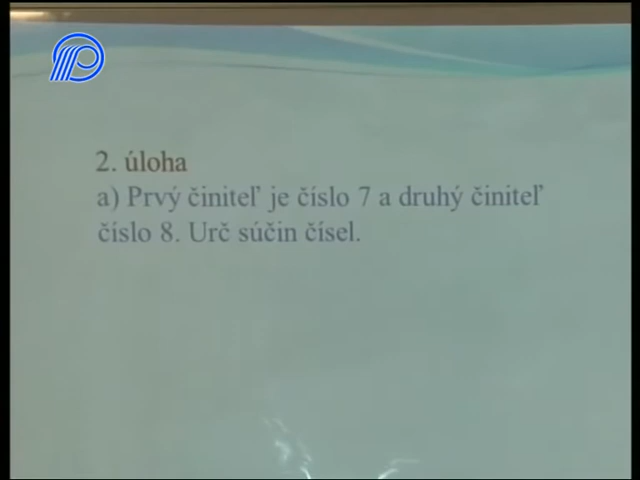 2. úloha
a) Prvý činiteľ je číslo 7 a druhý činiteľ
číslo 8. Urč súčin čísel.